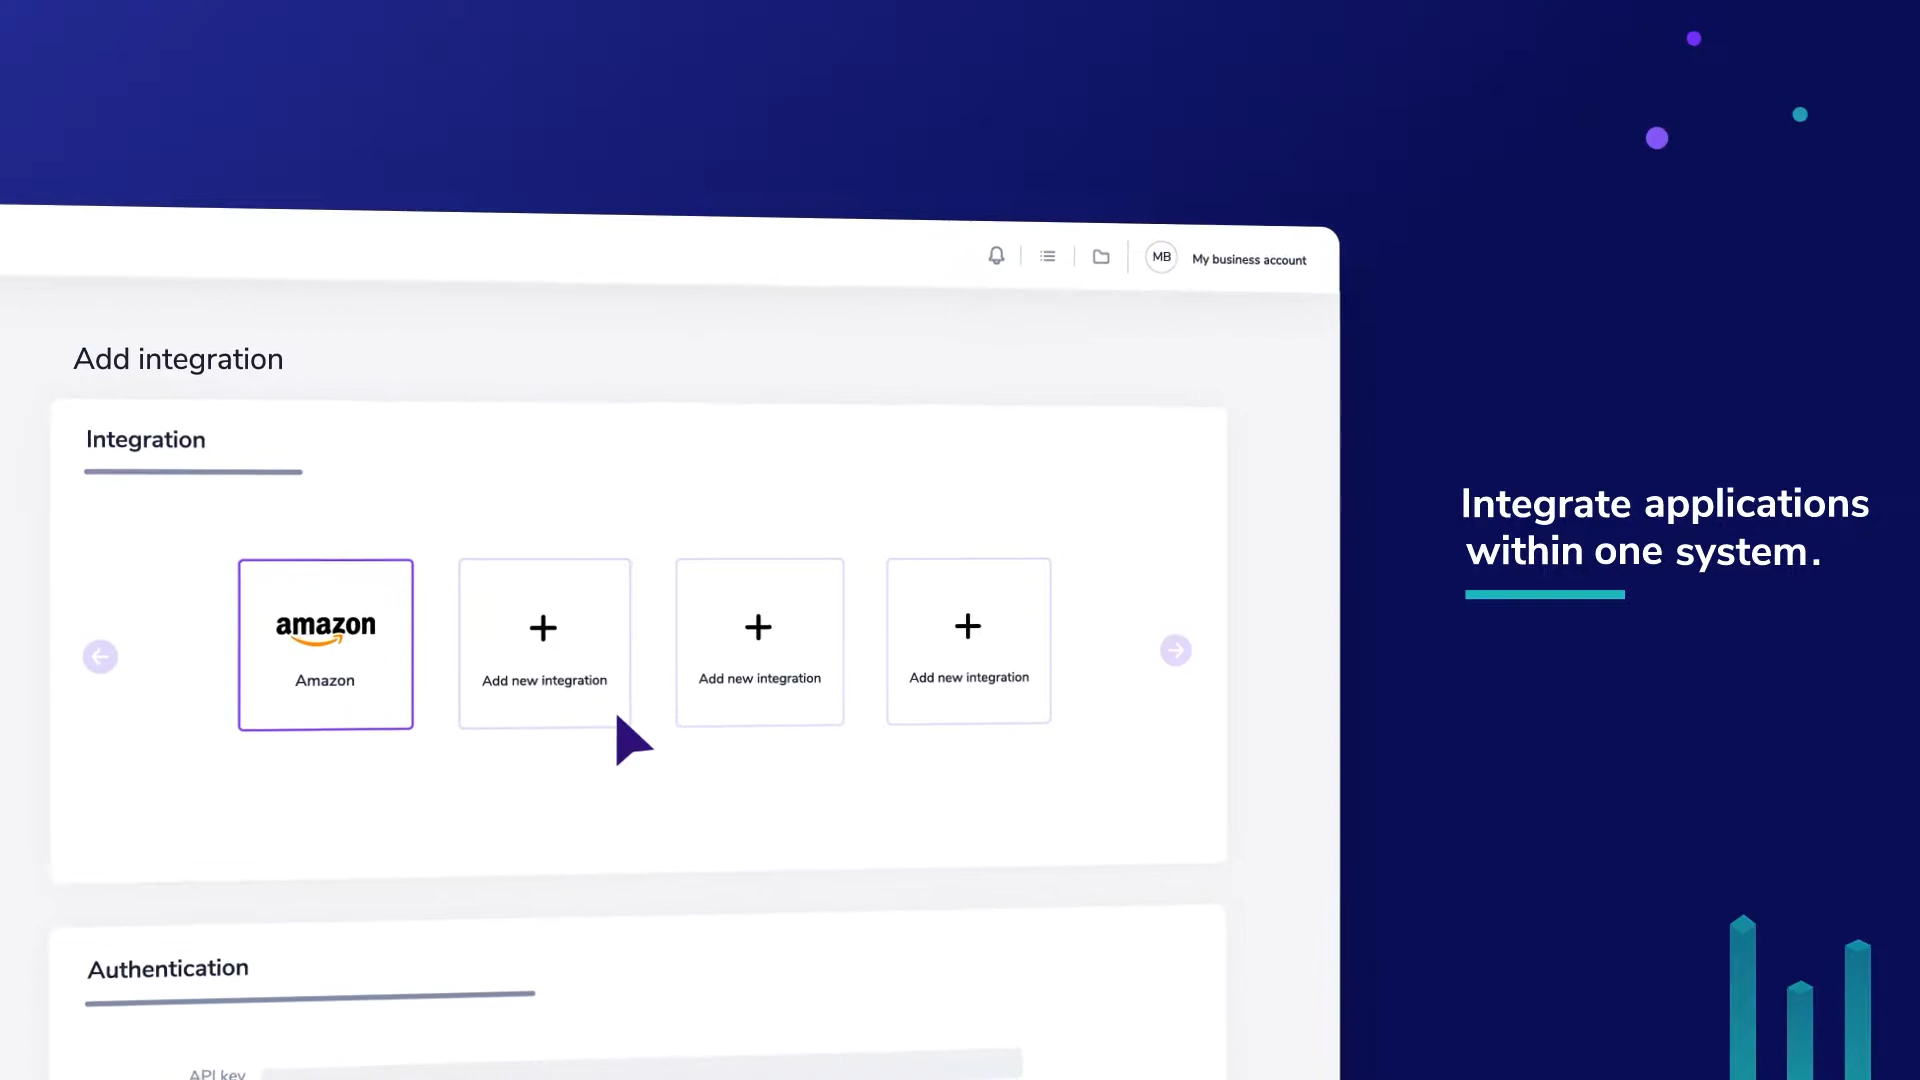 MB My business account
Add integration
Integration
amazon
Amazon
Add new integration
Add new integration
Add new integration
Integrate applications
within one system.
Authentication
API key